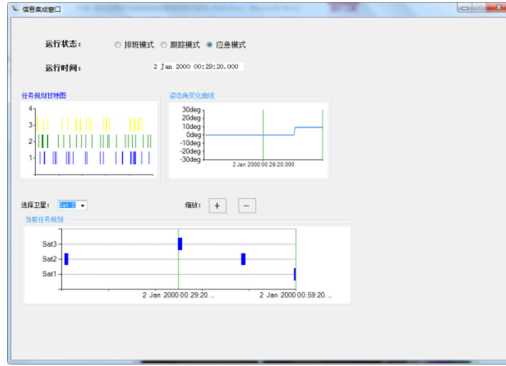 信息集成窗口
运行状态： 排班模式 跟踪模式 应急模式
运行时间： 2 Jan 2000 00:29:20.000
任务规划甘特图
姿态角变化曲线
4
3
2
1
30deg
20deg
10deg
0deg
-10deg
-20deg
-30deg
2 Jan 2000 00:29:20.000
选择卫星： 缩放： + −
当前任务规划
Sat3
Sat2
Sat1
2 Jan 2000 00:29:20... 2 Jan 2000 00:59:20...